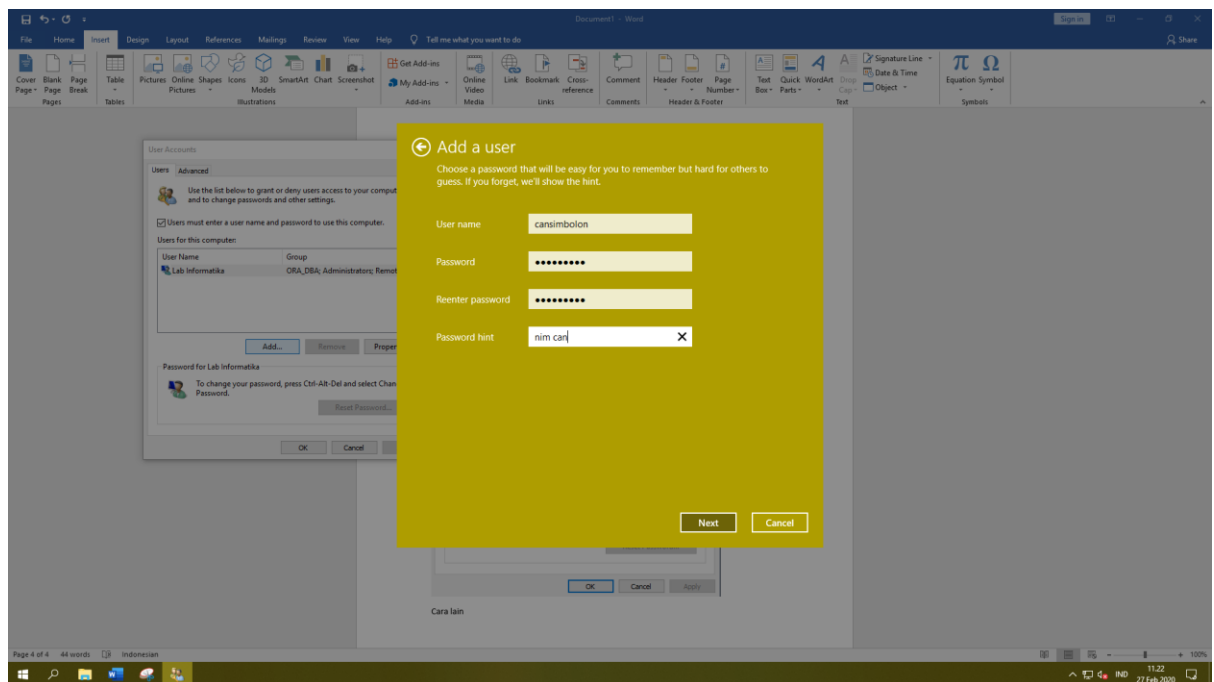 Document1 - Word
Sign in
File Home Insert Design Layout References Mailings Review View Help Tell me what you want to do
Share
Cover Page
Blank Page
Page Break
Pages
Table
Tables
Pictures
Online Pictures
Shapes
Icons
3D Models
SmartArt
Chart
Screenshot
Illustrations
Get Add-ins
My Add-ins
Add-ins
Online Video
Media
Link
Bookmark
Cross-reference
Links
Comment
Comments
Header
Footer
Page Number
Header & Footer
Text Box
Quick Parts
WordArt
Drop Cap
Signature Line
Date & Time
Object
Text
Equation
Symbol
Symbols
User Accounts
Users Advanced
Use the list below to grant or deny users access to your comput
and to change passwords and other settings.
Users must enter a user name and password to use this computer.
Users for this computer:
User Name Group
Lab Informatika ORA_DBA; Administrators; Remot
Add... Remove Proper
Password for Lab Informatika
To change your password, press Ctrl-Alt-Del and select Chan
Password.
Reset Password...
OK Cancel
Add a user
Choose a password that will be easy for you to remember but hard for others to
guess. If you forget, we'll show the hint.
User name cansimbolon
Password •••••••••
Reenter password •••••••••
Password hint nim can
Next Cancel
OK Cancel Apply
Cara lain
Page 4 of 4 44 words Indonesian
100%
IND
11.22
27 Feb 2020